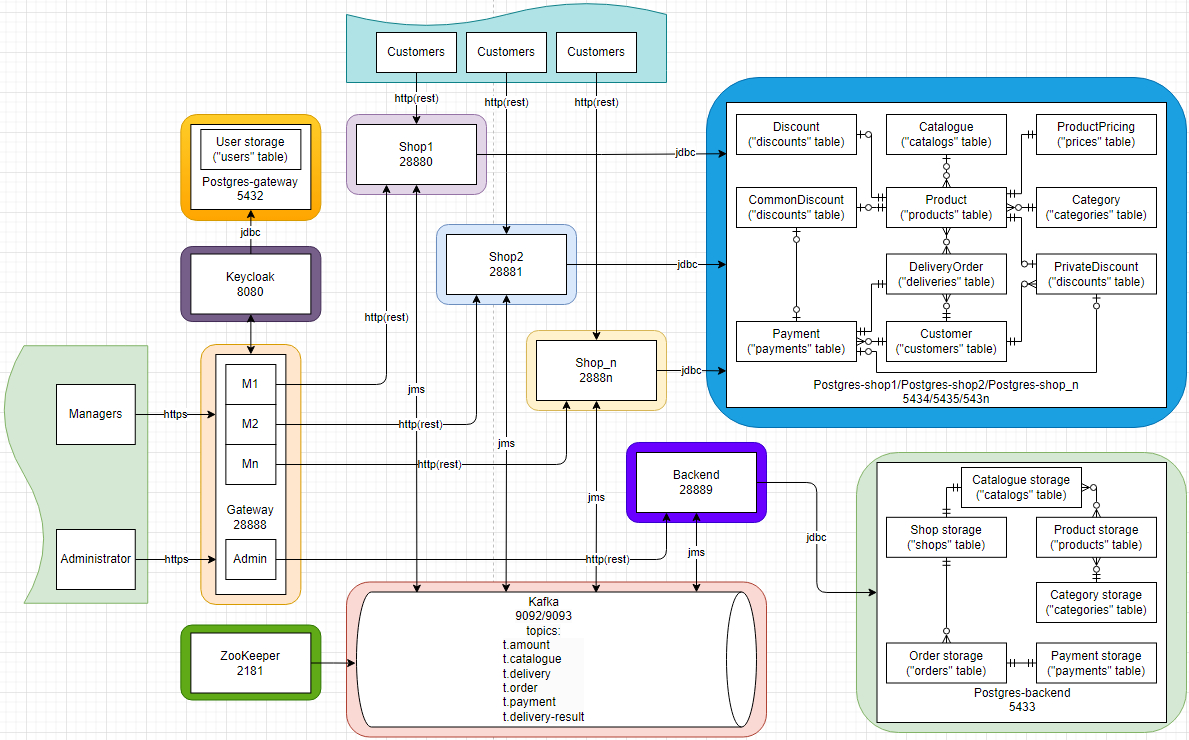 Customers
Customers
Customers
http(rest)
http(rest)
http(rest)
User storage
("users" table)
Postgres-gateway
5432
jdbc
Keycloak
8080
Shop1
28880
jdbc
Shop2
28881
jdbc
Shop_n
2888n
jdbc
Discount
("discounts" table)
Catalogue
("catalogs" table)
ProductPricing
("prices" table)
CommonDiscount
("discounts" table)
Product
("products" table)
Category
("categories" table)
DeliveryOrder
("deliveries" table)
PrivateDiscount
("discounts" table)
Payment
("payments" table)
Customer
("customers" table)
Postgres-shop1/Postgres-shop2/Postgres-shop_n
5434/5435/543n
Managers
https
Administrator
https
M1
M2
Mn
Gateway
28888
Admin
http(rest)
http(rest)
http(rest)
http(rest)
jms
jms
jms
jms
Backend
28889
jdbc
Catalogue storage
("catalogs" table)
Shop storage
("shops" table)
Product storage
("products" table)
Category storage
("categories" table)
Order storage
("orders" table)
Payment storage
("payments" table)
Postgres-backend
5433
ZooKeeper
2181
Kafka
9092/9093
topics:
t.amount
t.catalogue
t.delivery
t.order
t.payment
t.delivery-result